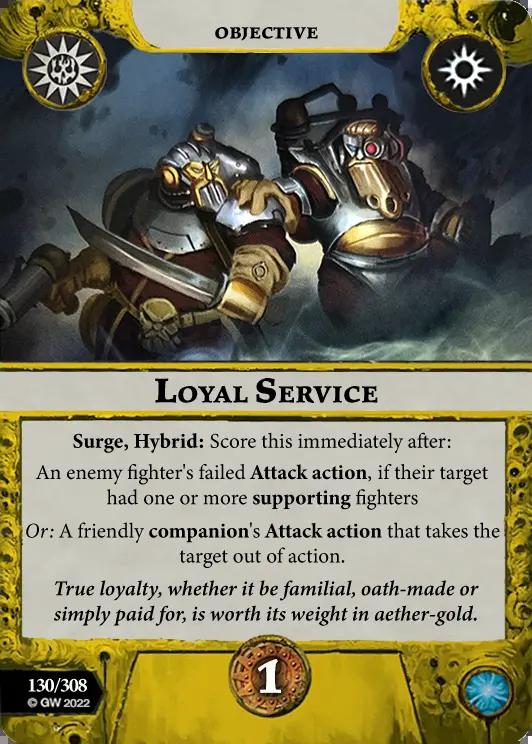 OBJECTIVE
LOYAL SERVICE
Surge, Hybrid: Score this immediately after:
An enemy fighter's failed Attack action, if their target
had one or more supporting fighters
Or: A friendly companion's Attack action that takes the
target out of action.
True loyalty, whether it be familial, oath-made or
simply paid for, is worth its weight in aether-gold.
1
130/308
© GW 2022